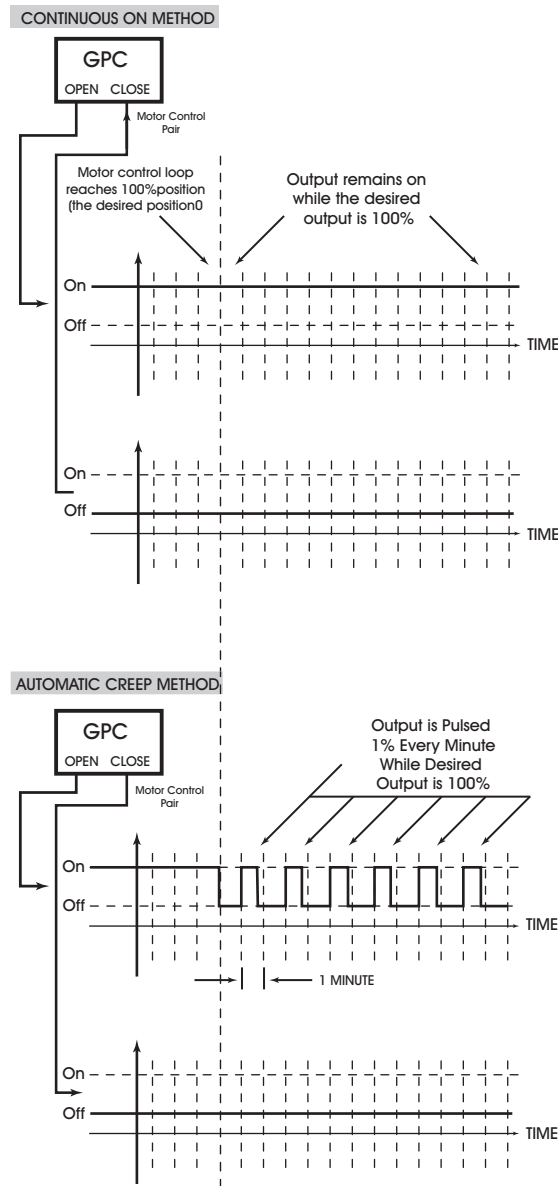 CONTINUOUS ON METHOD
GPC
OPEN CLOSE
Motor Control
Pair
Motor control loop
reaches 100%position
(the desired position0
Output remains on
while the desired
output is 100%
On
Off
TIME
On
Off
TIME
AUTOMATIC CREEP METHOD
GPC
OPEN CLOSE
Motor Control
Pair
Output is Pulsed
1% Every Minute
While Desired
Output is 100%
On
Off
TIME
1 MINUTE
On
Off
TIME